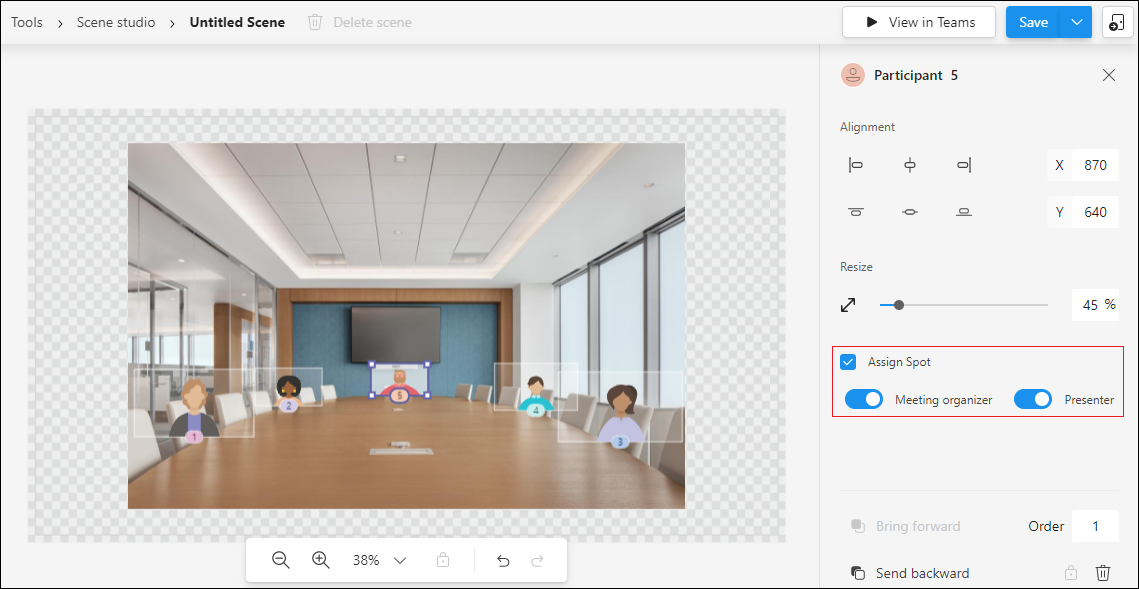 Tools > Scene studio > Untitled Scene Delete scene View in Teams Save
Participant 5
Alignment
X 870
Y 640
Resize
45 %
Assign Spot
Meeting organizer Presenter
1
2
5
4
3
Bring forward Order 1
38%
Send backward